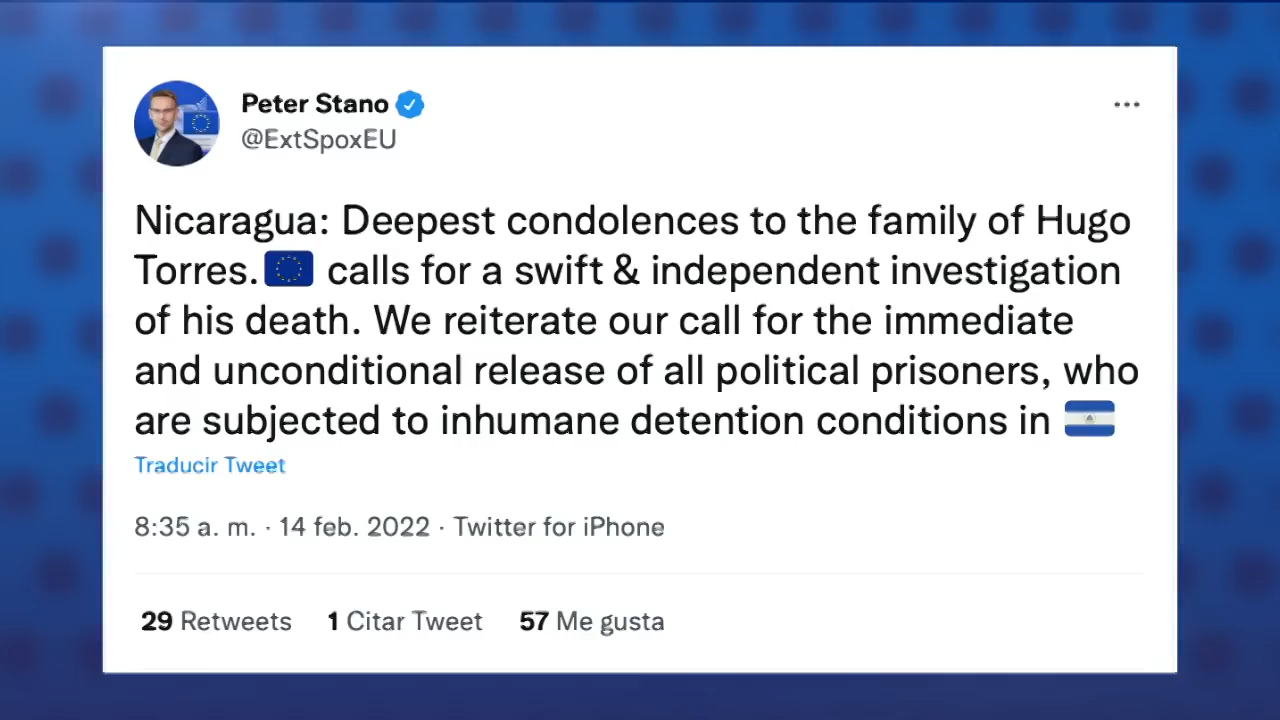 Peter Stano
@ExtSpoxEU
Nicaragua: Deepest condolences to the family of Hugo
Torres. 🇪🇺 calls for a swift & independent investigation
of his death. We reiterate our call for the immediate
and unconditional release of all political prisoners, who
are subjected to inhumane detention conditions in 🇳🇮
Traducir Tweet
8:35 a. m. · 14 feb. 2022 · Twitter for iPhone
29 Retweets 1 Citar Tweet 57 Me gusta